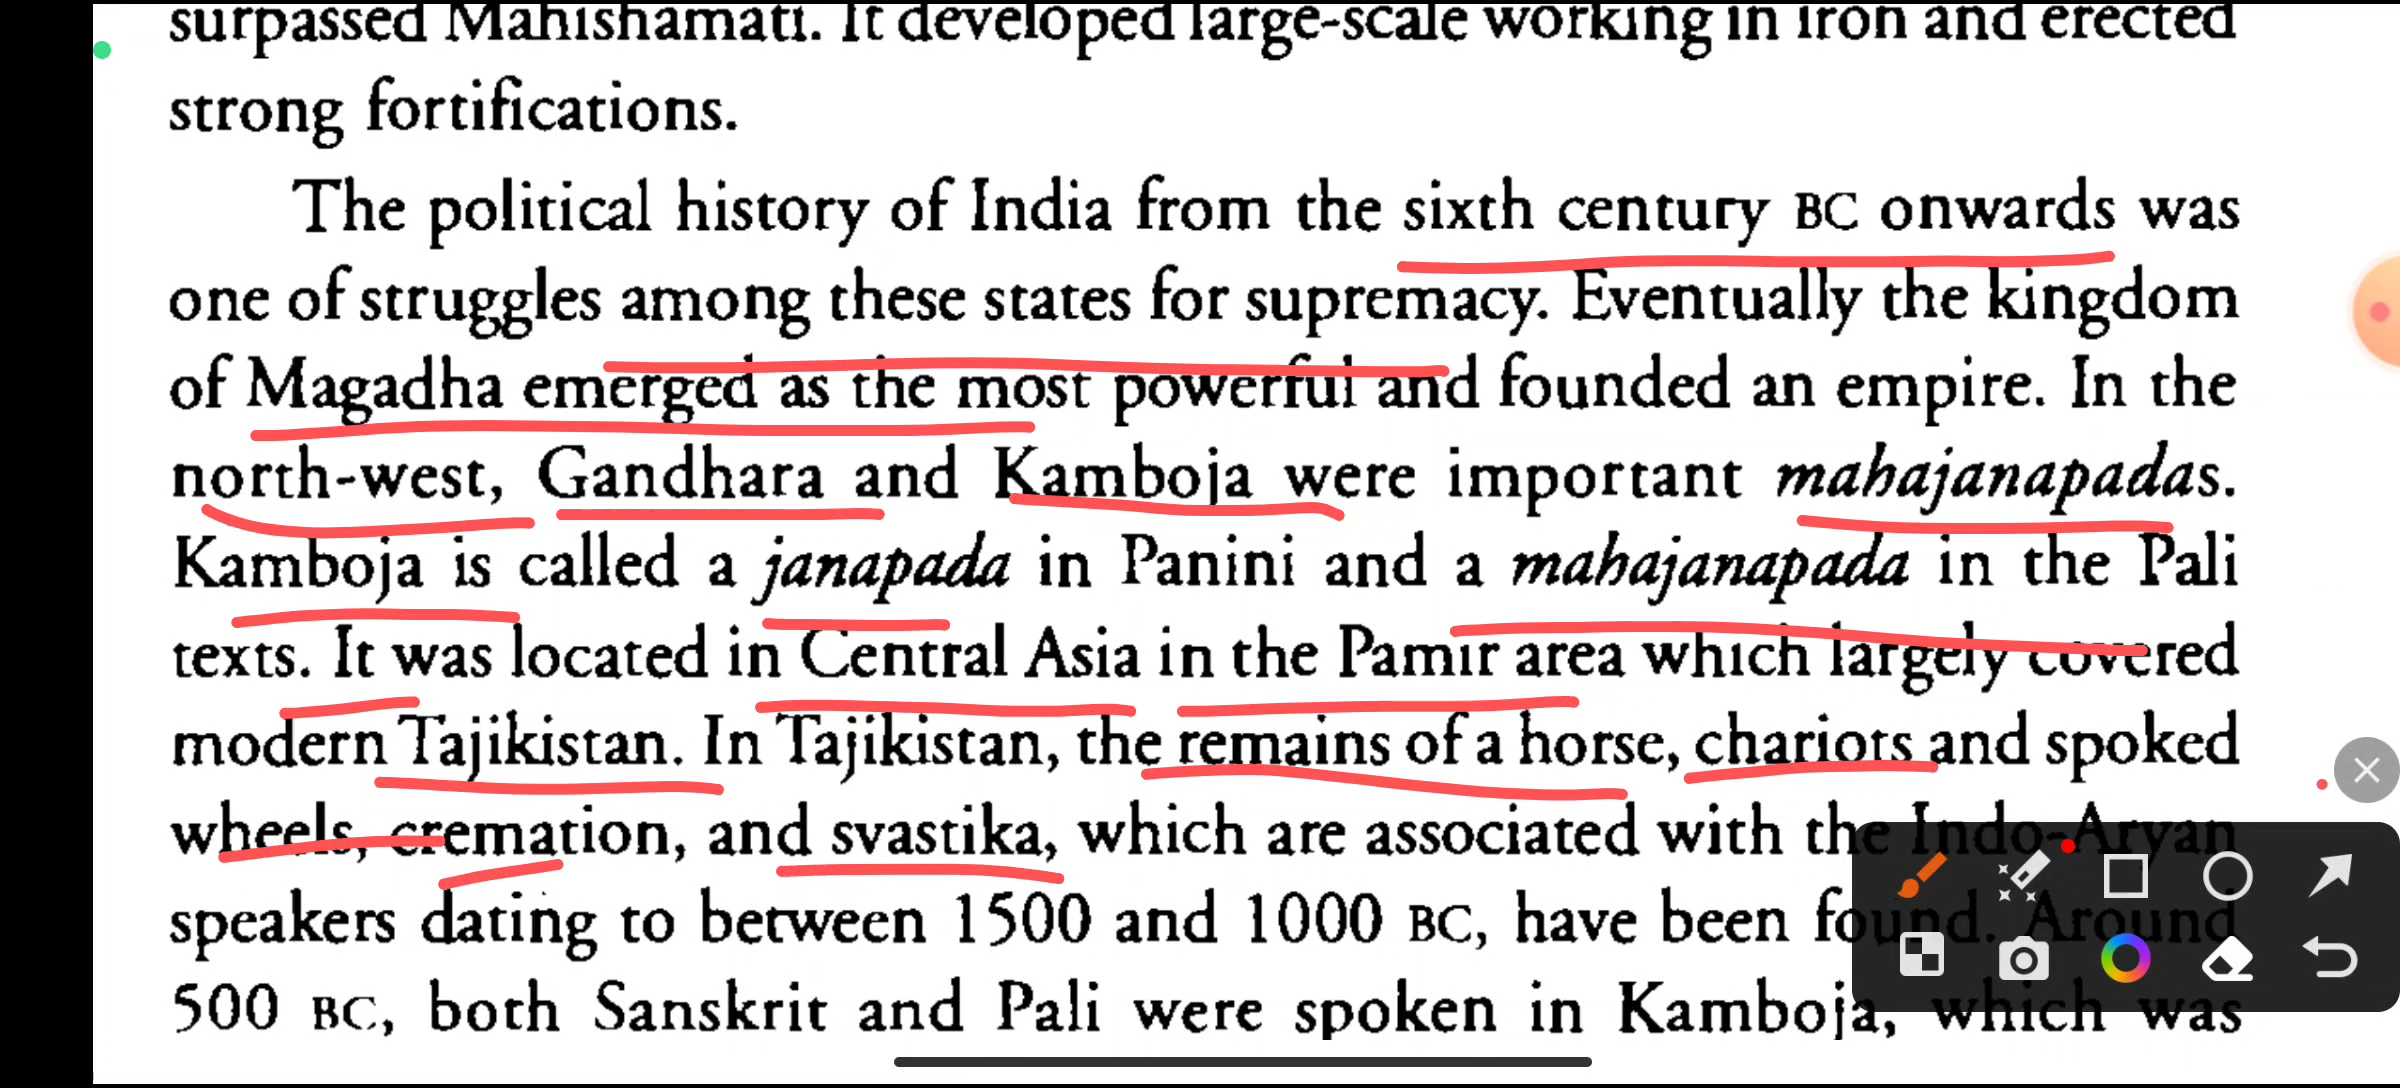 surpassed Mahishamati. It developed large-scale working in iron and erected
strong fortifications.
The political history of India from the sixth century BC onwards was
one of struggles among these states for supremacy. Eventually the kingdom
of Magadha emerged as the most powerful and founded an empire. In the
north-west, Gandhara and Kamboja were important mahajanapadas.
Kamboja is called a janapada in Panini and a mahajanapada in the Pali
texts. It was located in Central Asia in the Pamir area which largely covered
modern Tajikistan. In Tajikistan, the remains of a horse, chariots and spoked
wheels, cremation, and svastika, which are associated with the Indo-Aryan
speakers dating to between 1500 and 1000 BC, have been found. Around
500 BC, both Sanskrit and Pali were spoken in Kamboja, which was